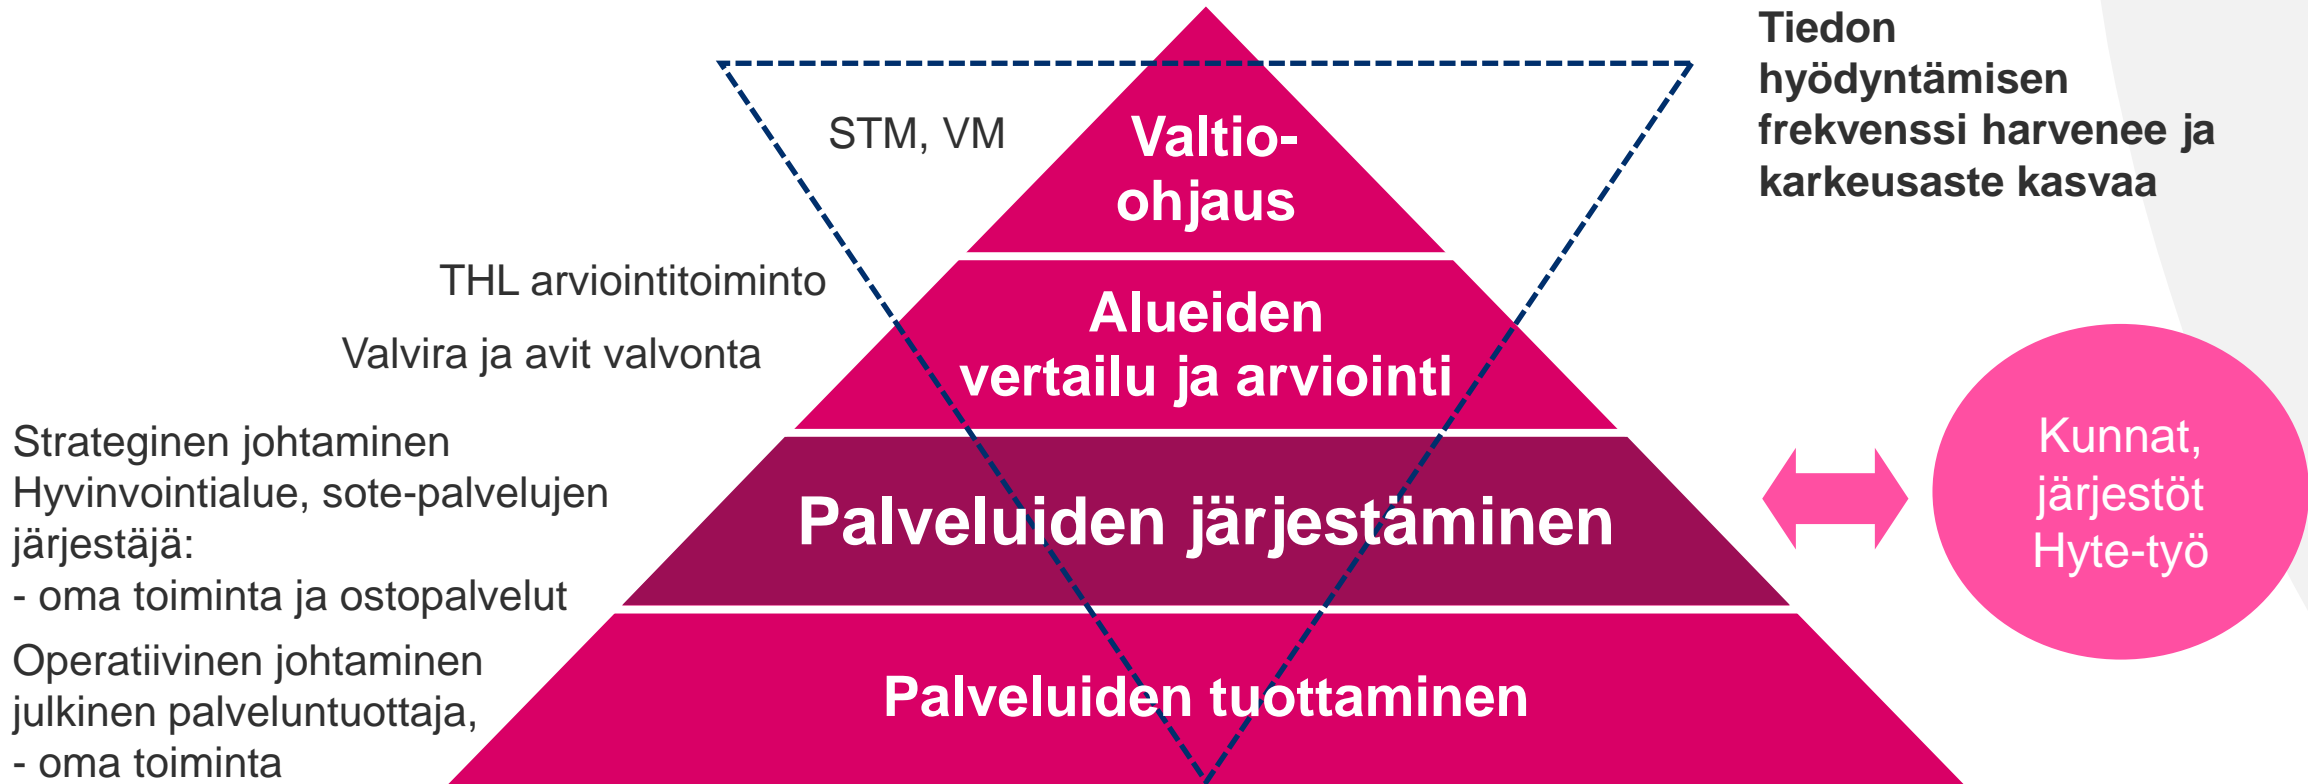 Tiedon
hyödyntämisen
frekvenssi harvenee ja
karkeusaste kasvaa
STM, VM
Valtio-
ohjaus
THL arviointitoiminto
Valvira ja avit valvonta
Alueiden
vertailu ja arviointi
Strateginen johtaminen
Hyvinvointialue, sote-palvelujen
järjestäjä:
- oma toiminta ja ostopalvelut
Palveluiden järjestäminen
Kunnat,
järjestöt
Hyte-työ
Operatiivinen johtaminen
julkinen palveluntuottaja,
- oma toiminta
Palveluiden tuottaminen